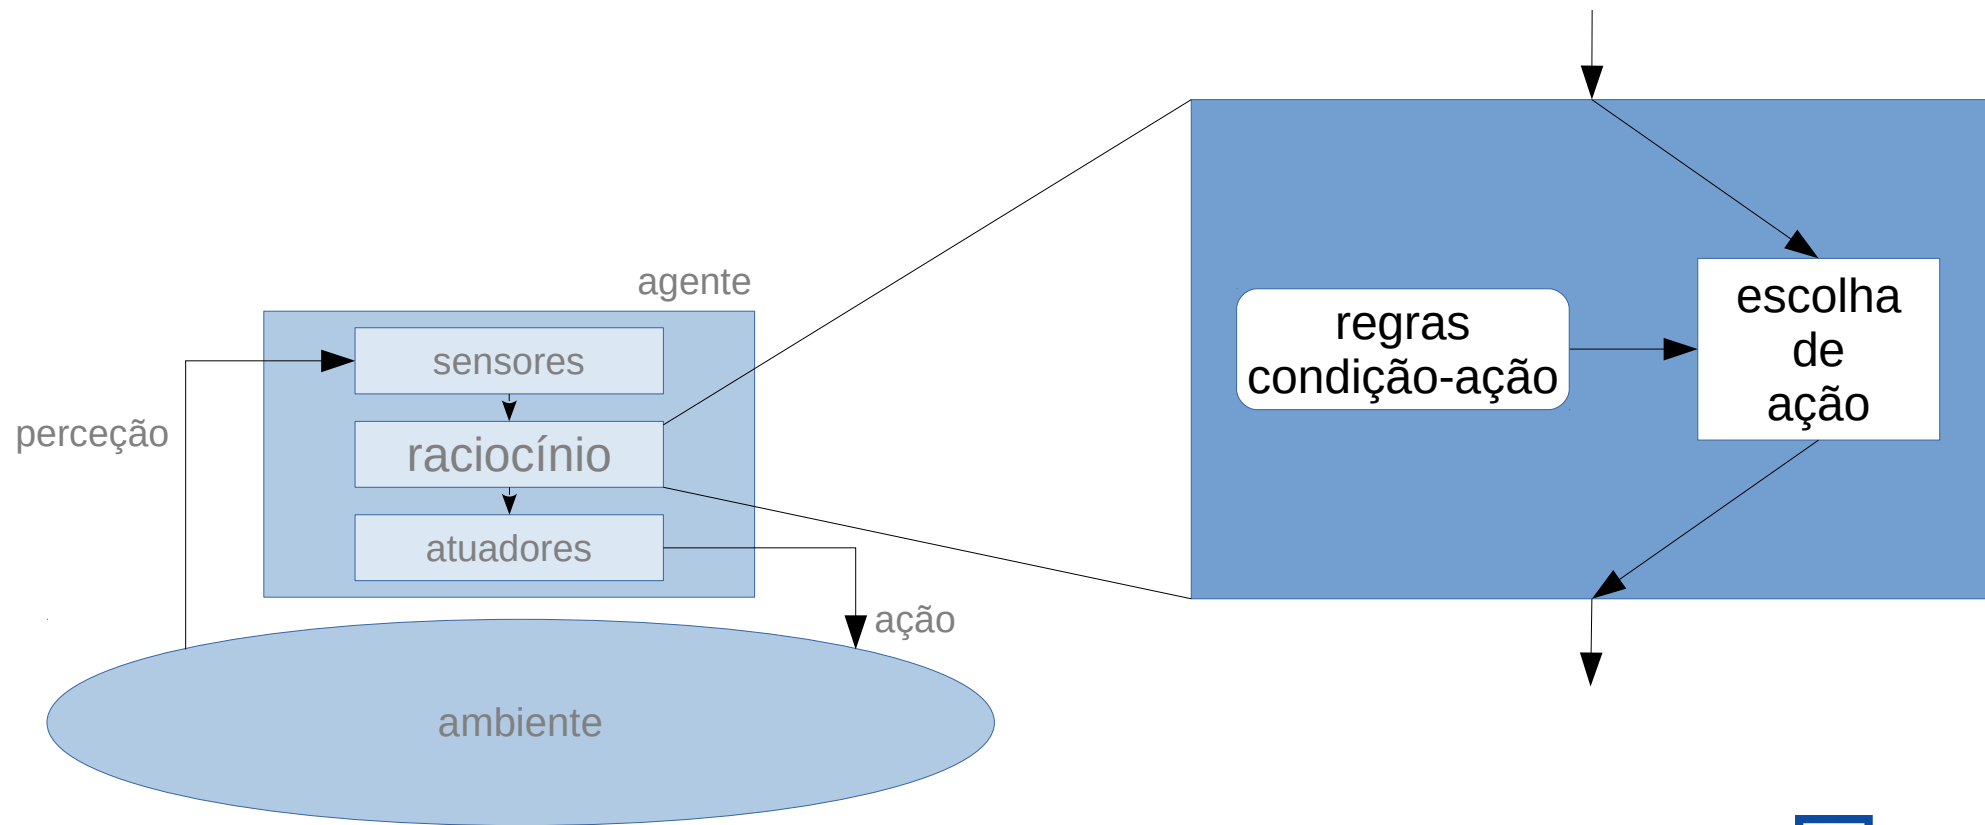 agente
sensores
perceção
raciocínio
atuadores
ação
ambiente
regras
condição-ação
escolha
de
ação